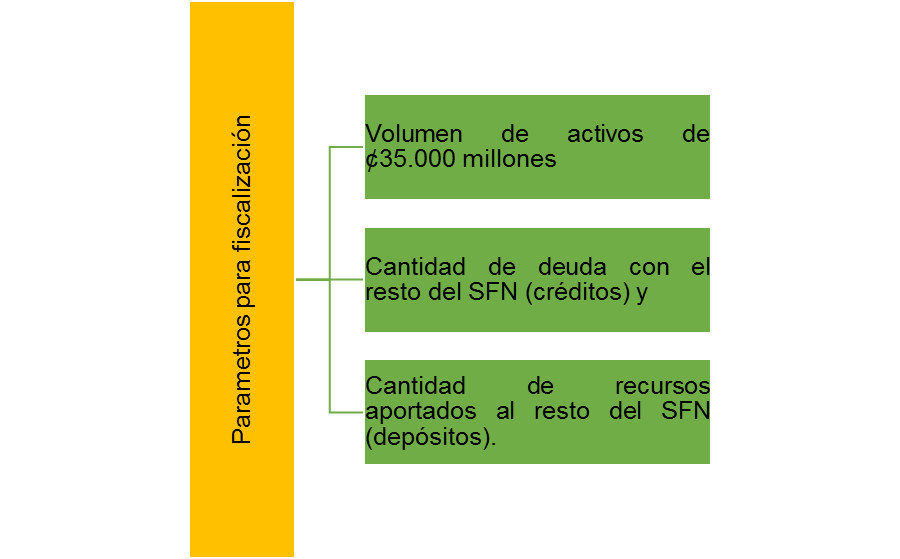 Parametros para fiscalización
Volumen de activos de
₡35.000 millones
Cantidad de deuda con el
resto del SFN (créditos) y
Cantidad de recursos
aportados al resto del SFN
(depósitos).